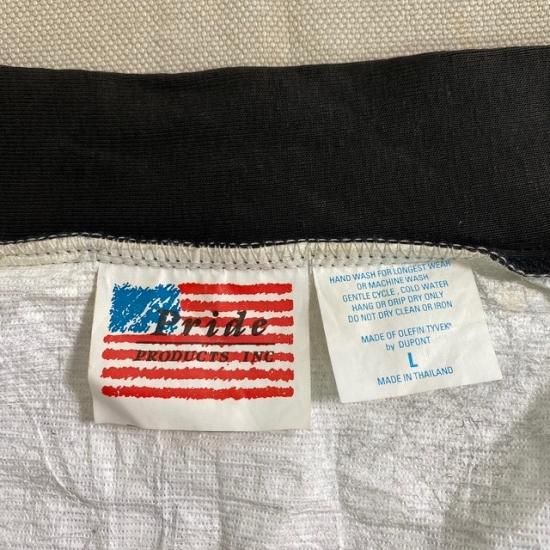 Pride
PRODUCTS, INC
HAND WASH FOR LONGEST WEAR
OR MACHINE WASH
GENTLE CYCLE , COLD WATER
HANG OR DRIP DRY ONLY
DO NOT DRY CLEAN OR IRON
MADE OF OLEFIN TYVEK®
by DUPONT
L
MADE IN THAILAND